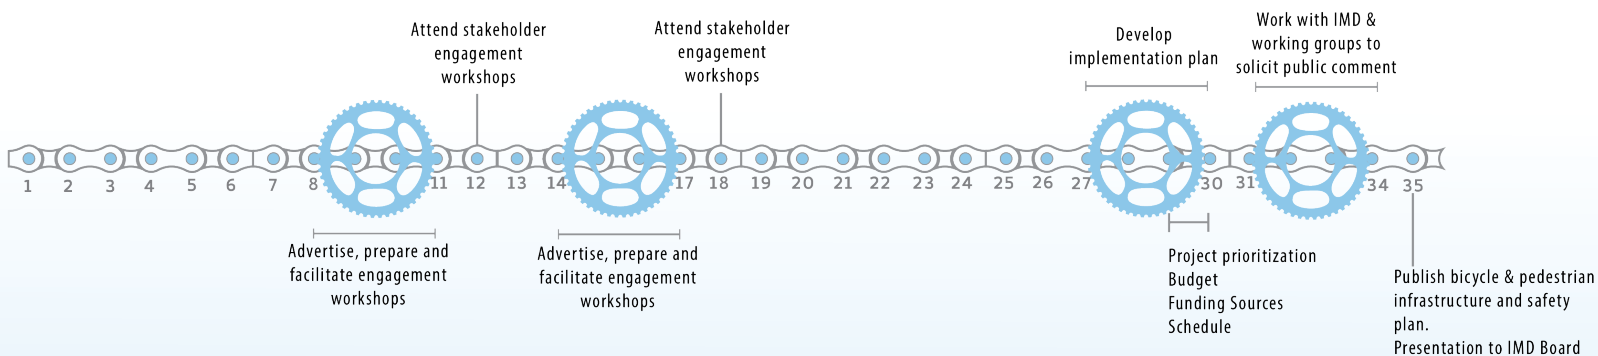 Attend stakeholder
engagement
workshops
Attend stakeholder
engagement
workshops
Develop
implementation plan
Work with IMD &
working groups to
solicit public comment
1 2 3 4 5 6 7 8 11 12 13 14 17 18 19 20 21 22 23 24 25 26 27 30 31 34 35
Advertise, prepare and
facilitate engagement
workshops
Advertise, prepare and
facilitate engagement
workshops
Project prioritization
Budget
Funding Sources
Schedule
Publish bicycle & pedestrian
infrastructure and safety
plan.
Presentation to IMD Board